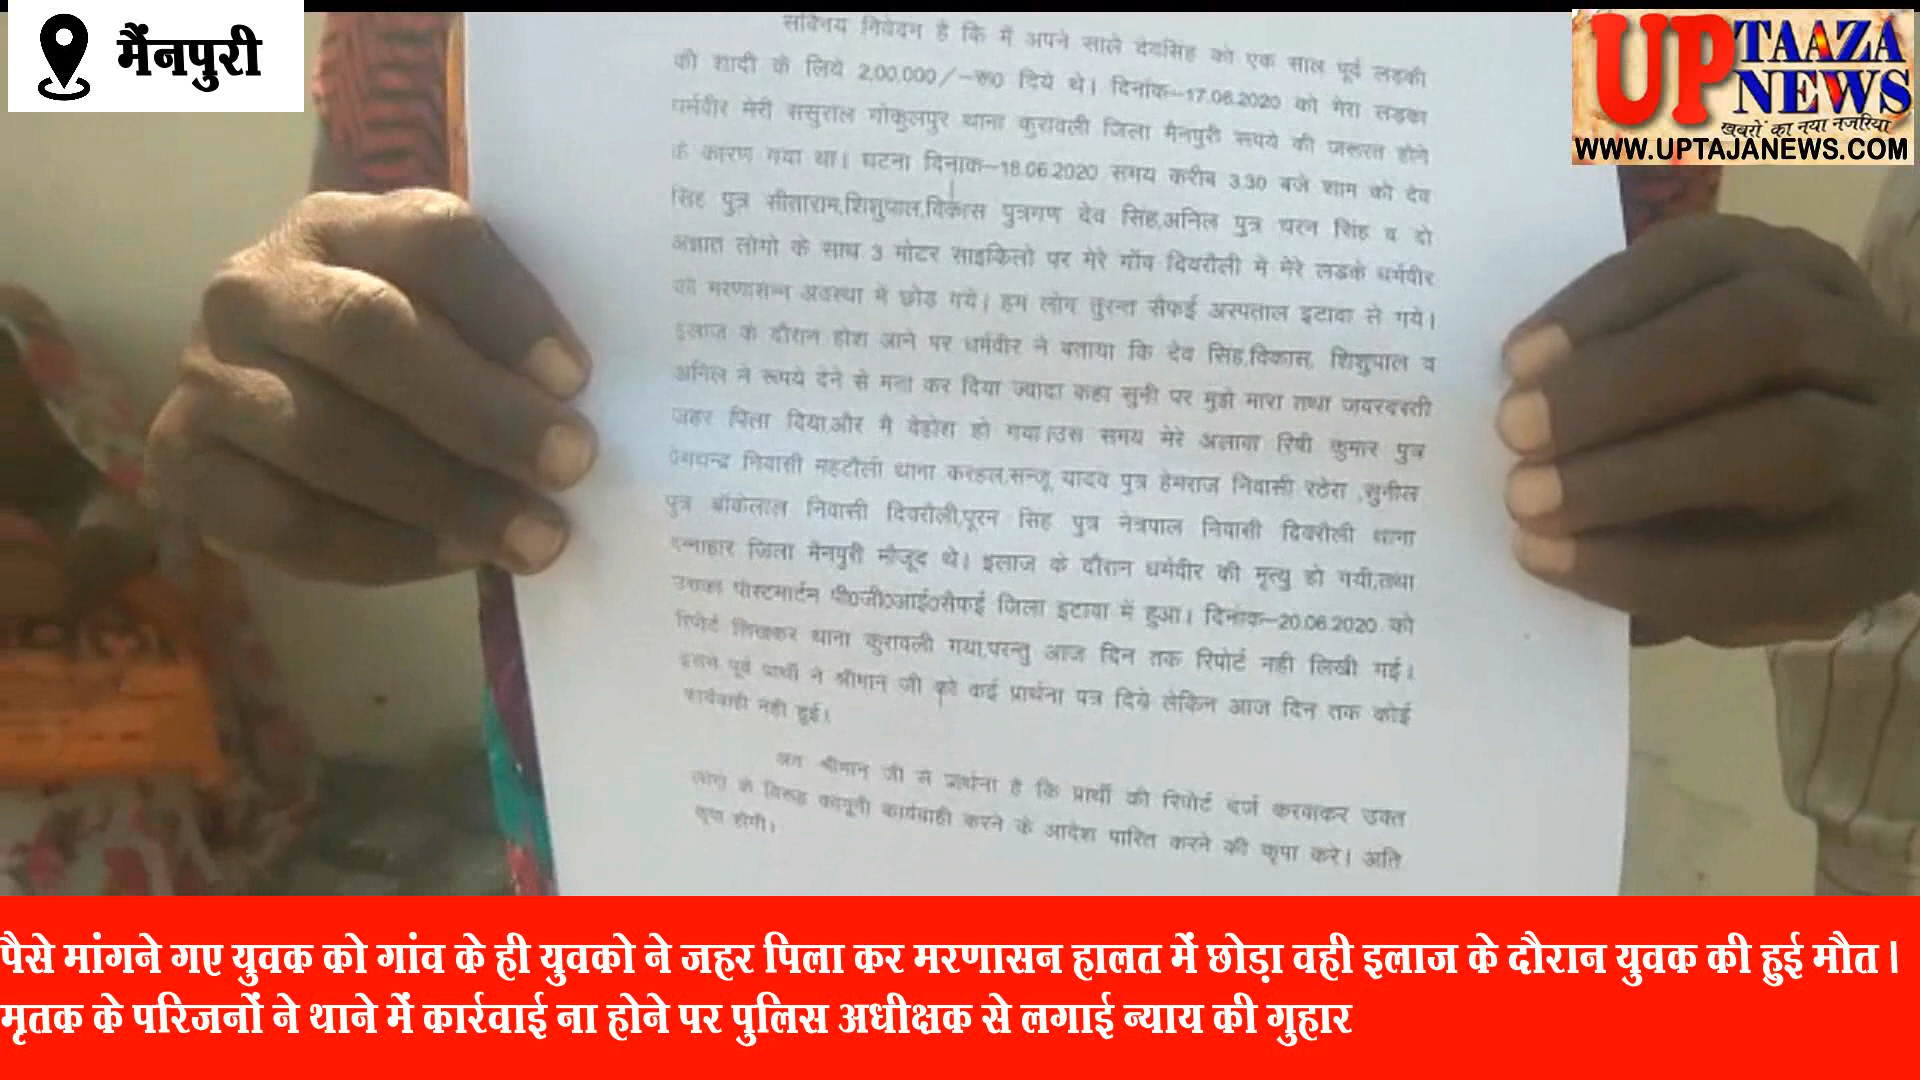 मैंनपुरी
UP TAAZA NEWS
खबरों का नया नजरिया
WWW.UPTAJANEWS.COM
सविनय निवेदन है कि मैं अपने साले देवसिंह को एक साल पूर्व लड़की
की शादी के लिये 2,00,000/-रू0 दिये थे। दिनांक-17.06.2020 को मेरा लड़का
धर्मवीर मेरी ससुराल गोकुलपुर थाना कुरावली जिला मैनपुरी रूपये की जरूरत होने
के कारण गया था। घटना दिनांक-18.06.2020 समय करीब 3.30 बजे शाम को देव
सिंह पुत्र सीताराम,शिशुपाल,विकास पुत्रगण देव सिंह,अनिल पुत्र चरन सिंह व दो
अज्ञात लोगो के साथ 3 मोटर साइकिलो पर मेरे गॉव दिवरौली में मेरे लडके धर्मवीर
को मरणासन्न अवस्था में छोड़ गये। हम लोग तुरन्त सैफई अस्पताल इटावा ले गये।
इलाज के दौरान होश आने पर धर्मवीर ने बताया कि देव सिंह,विकास, शिशुपाल व
अनिल ने रूपये देने से मना कर दिया ज्यादा कहा सुनी पर मुझे मारा तथा जबरदस्ती
जहर पिला दिया,और मै बेहोश हो गया।उस समय मेरे अलावा रिषी कुमार पुत्र
प्रेमचन्द्र निवासी महटौली थाना करहल,सन्जू यादव पुत्र हेमराज निवासी रठेरा ,सुनील
पुत्र बॉकेलाल निवासी दिवरौली,पूरन सिंह पुत्र नेत्रपाल निवासी दिवरौली थाना
दन्नाहार जिला मैनपुरी मौजूद थे। इलाज के दौरान धर्मवीर की मृत्यु हो गयी,तथा
उसका पोस्टमार्टम पी0जी0आई0सैफई जिला इटावा में हुआ। दिनांक-20.06.2020 को
रिपोर्ट लिखकर थाना कुरावली गया,परन्तु आज दिन तक रिपोर्ट नही लिखी गई।
इससे पूर्व प्रार्थी ने श्रीमान् जी को कई प्रार्थना पत्र दिये लेकिन आज दिन तक कोई
कार्यवाही नही हुई।
अतः श्रीमान् जी से प्रार्थना है कि प्रार्थी की रिपोर्ट दर्ज करवाकर उक्त
लोगो के विरूद्ध कानूनी कार्यवाही करने के आदेश पारित करने की कृपा करे। अति
कृपा होगी।
पैसे मांगने गए युवक को गांव के ही युवको ने जहर पिला कर मरणासन हालत में छोड़ा वही इलाज के दौरान युवक की हुई मौत।
मृतक के परिजनों ने थाने में कार्रवाई ना होने पर पुलिस अधीक्षक से लगाई न्याय की गुहार